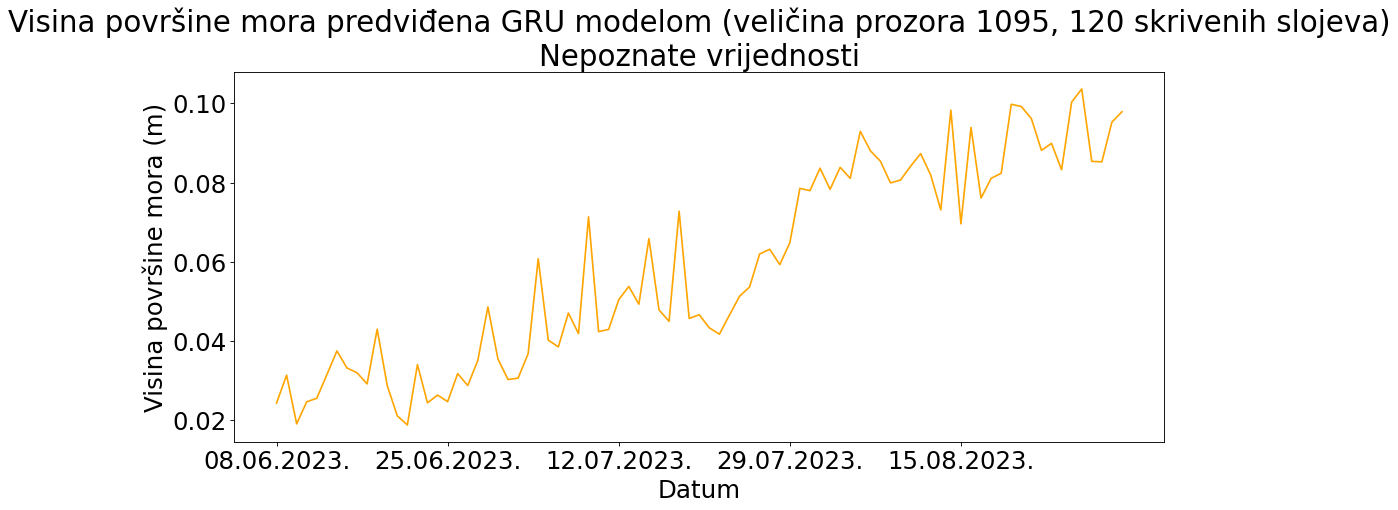 Visina površine mora predviđena GRU modelom (veličina prozora 1095, 120 skrivenih slojeva)
Nepoznate vrijednosti
Visina površine mora (m)
0.10
0.08
0.06
0.04
0.02
08.06.2023. 25.06.2023. 12.07.2023. 29.07.2023. 15.08.2023.
Datum